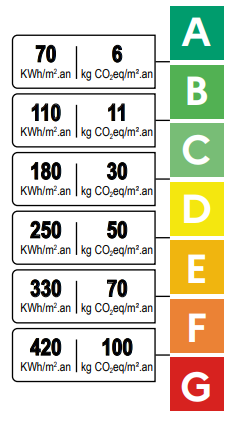 A
70 6
KWh/m².an kg CO₂eq/m².an
B
110 11
KWh/m².an kg CO₂eq/m².an
C
180 30
KWh/m².an kg CO₂eq/m².an
D
250 50
KWh/m².an kg CO₂eq/m².an
E
330 70
KWh/m².an kg CO₂eq/m².an
F
420 100
KWh/m².an kg CO₂eq/m².an
G